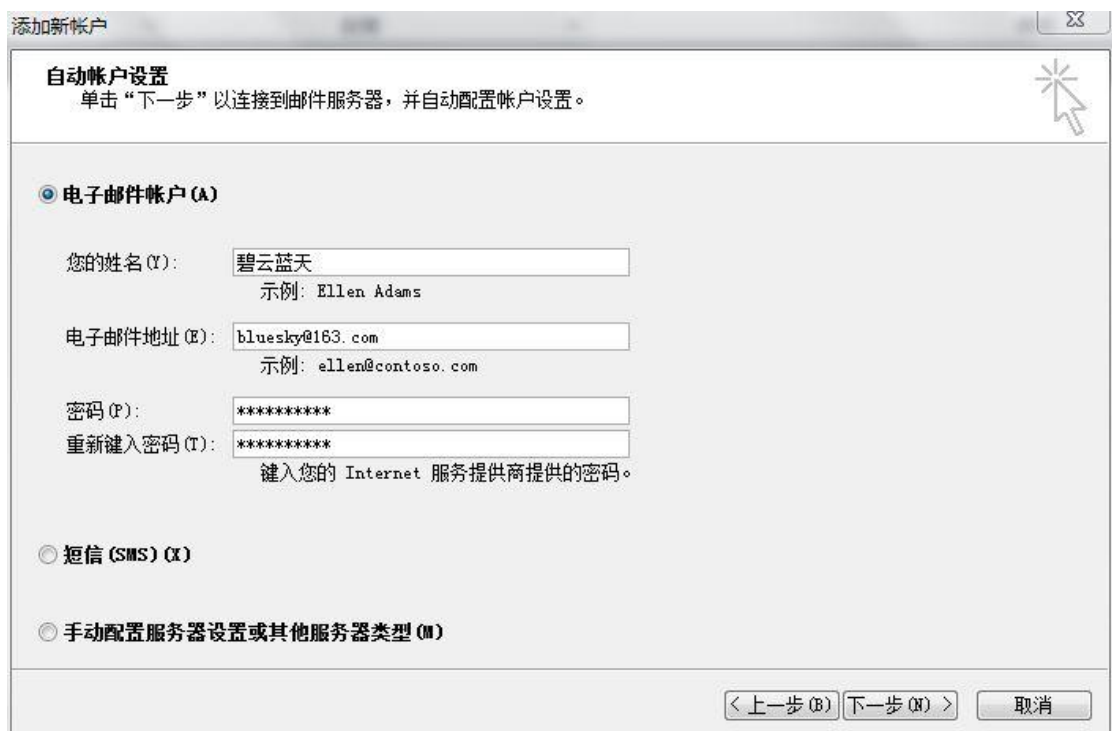 添加新帐户
自动帐户设置
单击“下一步”以连接到邮件服务器，并自动配置帐户设置。
电子邮件帐户(A)
您的姓名(Y):
碧云蓝天
示例: Ellen Adams
电子邮件地址(E):
bluesky@163.com
示例: ellen@contoso.com
密码(P):
**********
重新键入密码(T):
**********
键入您的 Internet 服务提供商提供的密码。
短信(SMS)(X)
手动配置服务器设置或其他服务器类型(M)
< 上一步(B)
下一步(N) >
取消